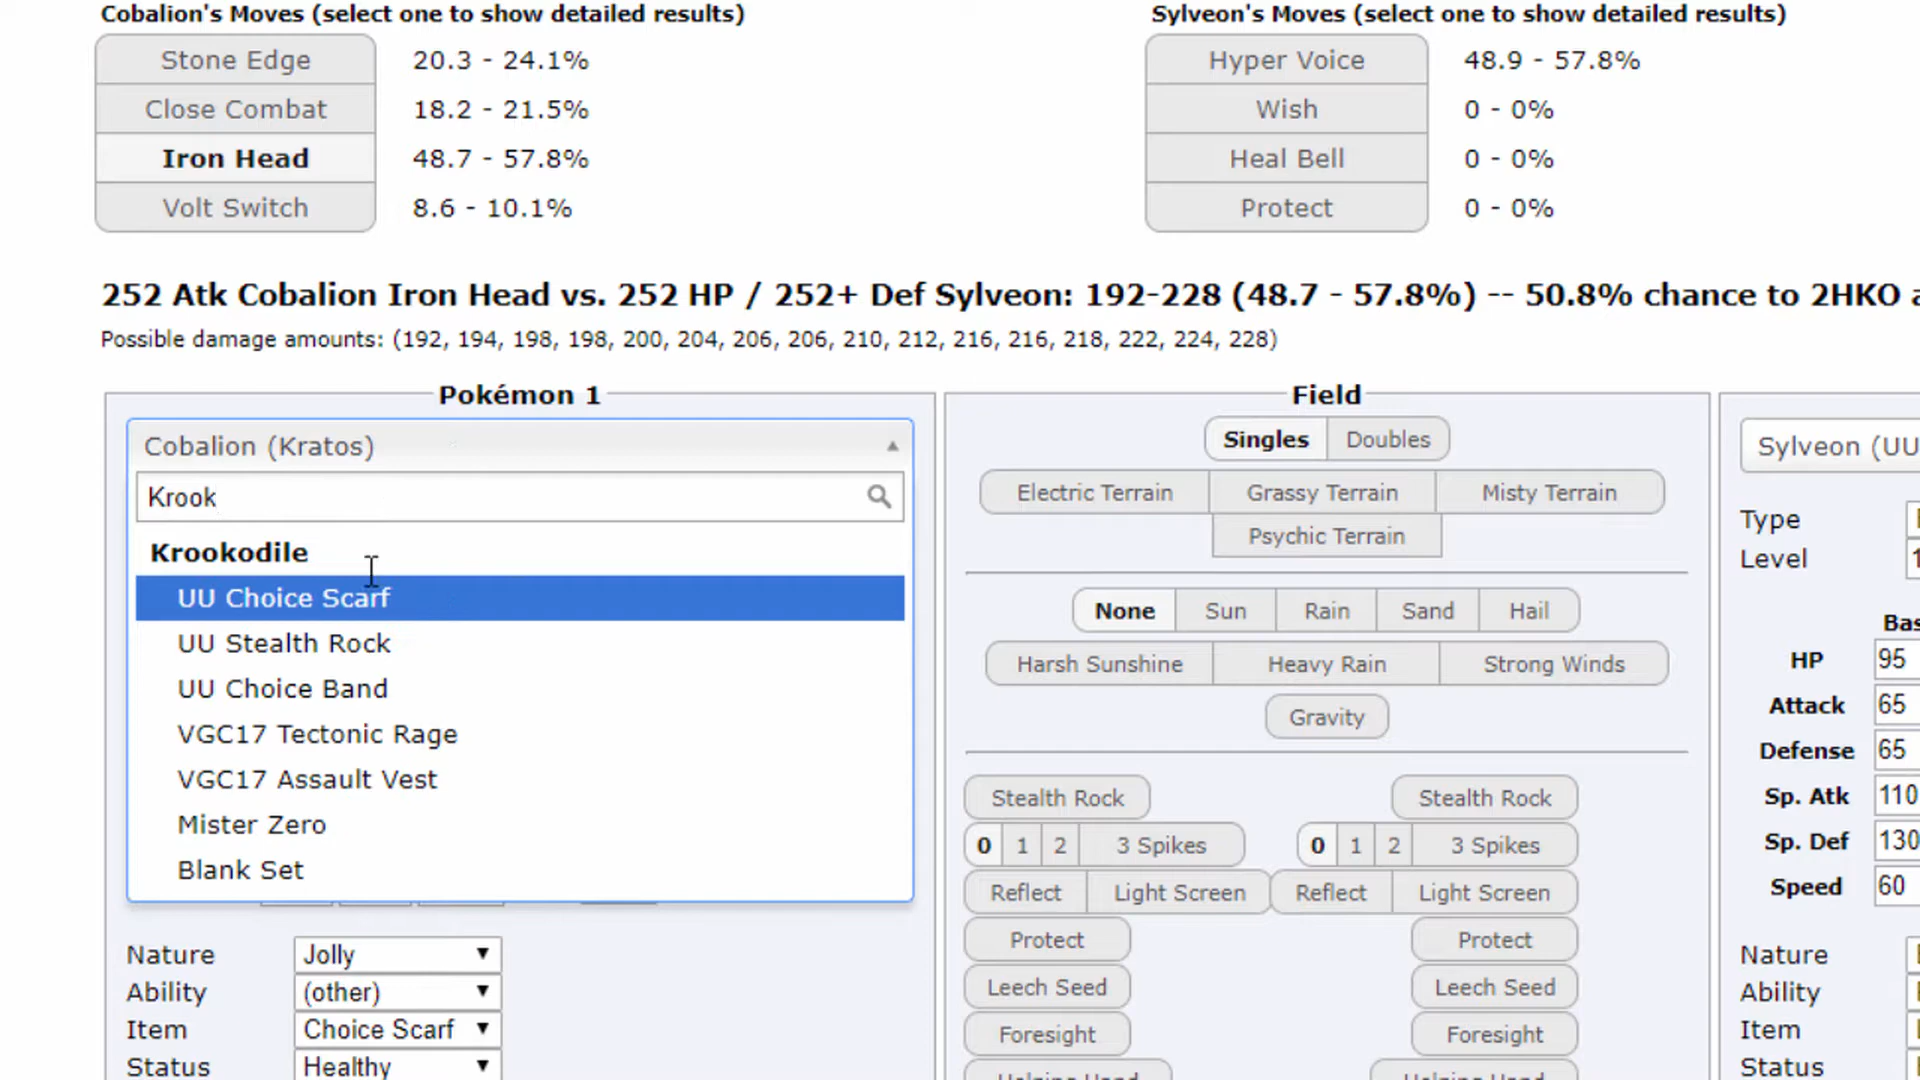 Cobalion's Moves (select one to show detailed results)
Sylveon's Moves (select one to show detailed results)
Stone Edge 20.3 - 24.1%
Hyper Voice 48.9 - 57.8%
Close Combat 18.2 - 21.5%
Wish 0 - 0%
Iron Head 48.7 - 57.8%
Heal Bell 0 - 0%
Volt Switch 8.6 - 10.1%
Protect 0 - 0%
252 Atk Cobalion Iron Head vs. 252 HP / 252+ Def Sylveon: 192-228 (48.7 - 57.8%) -- 50.8% chance to 2HKO
Possible damage amounts: (192, 194, 198, 198, 200, 204, 206, 206, 210, 212, 216, 216, 218, 222, 224, 228)
Pokémon 1
Cobalion (Kratos)
Krook
Krookodile
UU Choice Scarf
UU Stealth Rock
UU Choice Band
VGC17 Tectonic Rage
VGC17 Assault Vest
Mister Zero
Blank Set
Nature Jolly
Ability (other)
Item Choice Scarf
Status Healthy
Field
Singles Doubles
Electric Terrain Grassy Terrain Misty Terrain
Psychic Terrain
None Sun Rain Sand Hail
Harsh Sunshine Heavy Rain Strong Winds
Gravity
Stealth Rock Stealth Rock
0 1 2 3 Spikes 0 1 2 3 Spikes
Reflect Light Screen Reflect Light Screen
Protect Protect
Leech Seed Leech Seed
Foresight Foresight
Helping Hand Helping Hand
Sylveon (UU
Type
Level
Bas
HP 95
Attack 65
Defense 65
Sp. Atk 110
Sp. Def 130
Speed 60
Nature
Ability
Item
Status